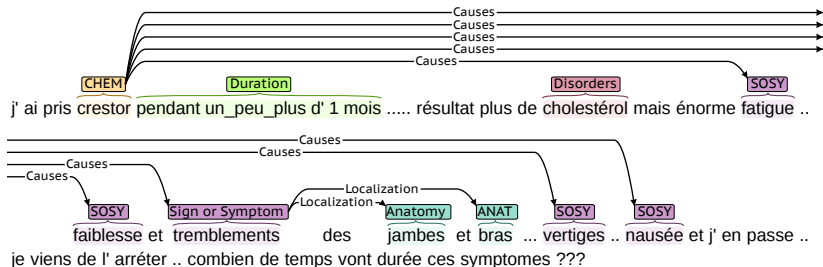 Causes
Causes
Causes
Causes
Causes
CHEM Duration Disorders SOSY
j' ai pris crestor pendant un_peu_plus d' 1 mois ..... résultat plus de cholestérol mais énorme fatigue ..
Causes
Causes
Causes
Causes
Localization
Localization
SOSY Sign or Symptom Anatomy ANAT SOSY SOSY
faiblesse et tremblements des jambes et bras ... vertiges .. nausée et j' en passe ..
je viens de l' arréter .. combien de temps vont durée ces symptomes ???